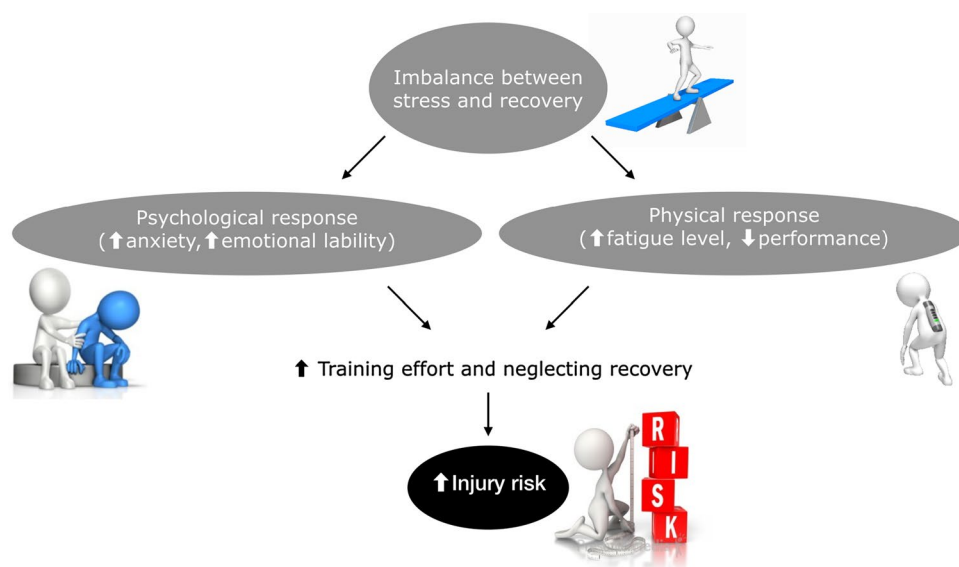 Imbalance between
stress and recovery
Psychological response
(⬆anxiety,⬆emotional lability)
Physical response
(⬆fatigue level, ⬇performance)
⬆ Training effort and neglecting recovery
⬆Injury risk
R
I
S
K